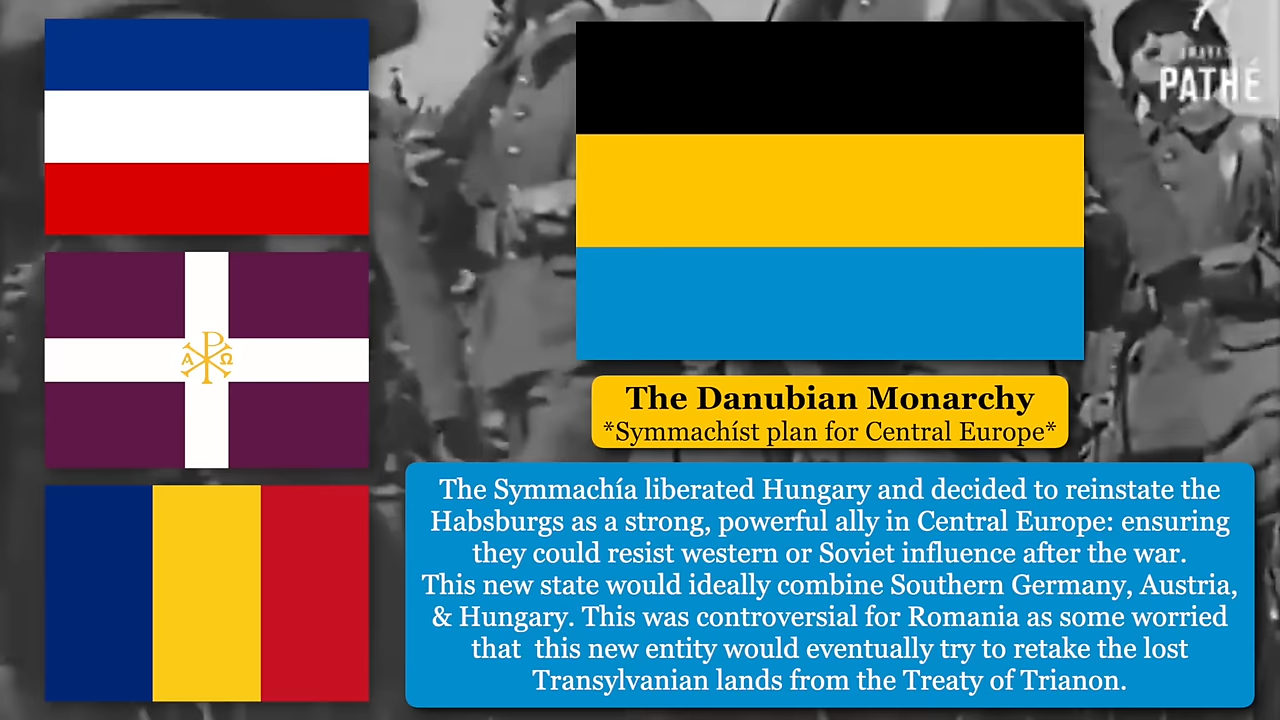 PATHÉ
Α Ω
The Danubian Monarchy
*Symmachíst plan for Central Europe*
The Symmachía liberated Hungary and decided to reinstate the
Habsburgs as a strong, powerful ally in Central Europe: ensuring
they could resist western or Soviet influence after the war.
This new state would ideally combine Southern Germany, Austria,
& Hungary. This was controversial for Romania as some worried
that this new entity would eventually try to retake the lost
Transylvanian lands from the Treaty of Trianon.